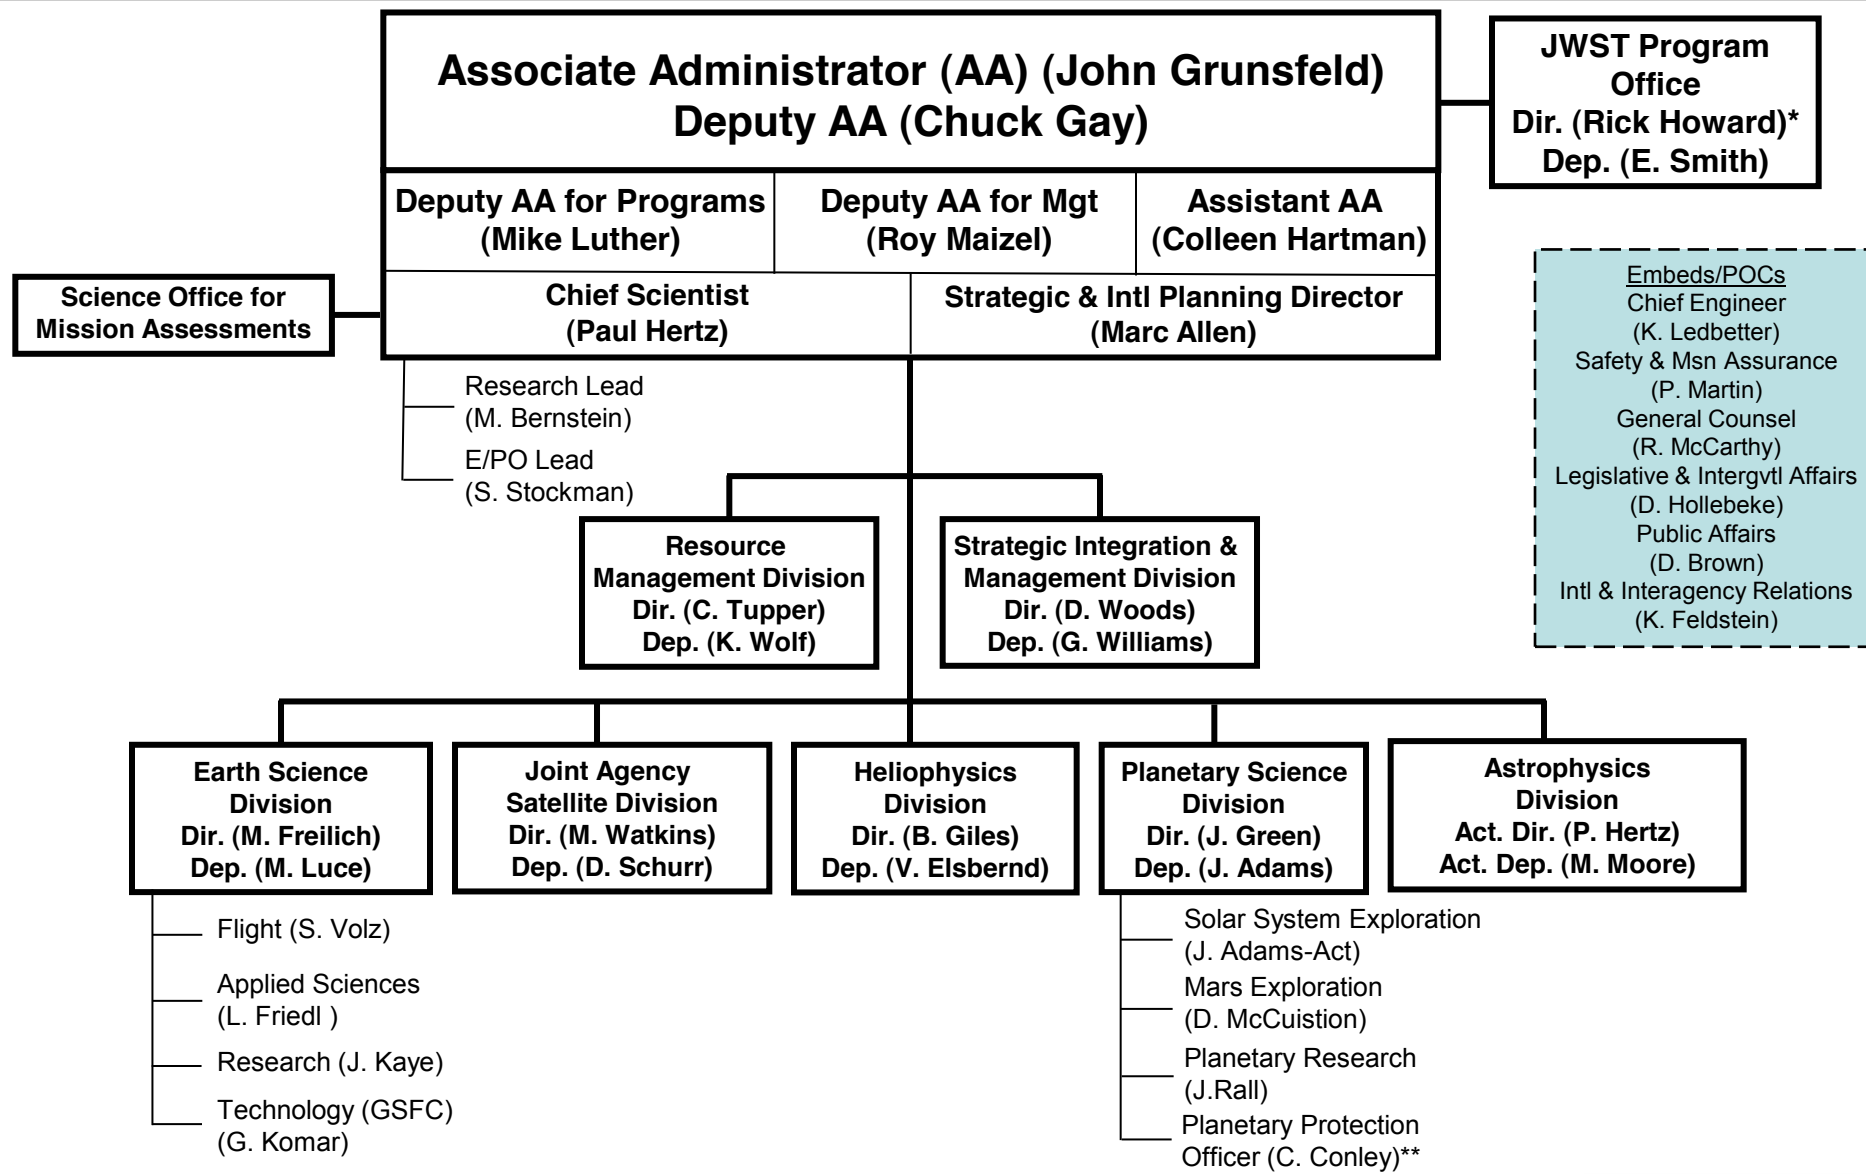 Associate Administrator (AA) (John Grunsfeld)
Deputy AA (Chuck Gay)
JWST Program
Office
Dir. (Rick Howard)*
Dep. (E. Smith)
Deputy AA for Programs
(Mike Luther)
Deputy AA for Mgt
(Roy Maizel)
Assistant AA
(Colleen Hartman)
Science Office for
Mission Assessments
Chief Scientist
(Paul Hertz)
Strategic & Intl Planning Director
(Marc Allen)
Embeds/POCs
Chief Engineer
(K. Ledbetter)
Safety & Msn Assurance
(P. Martin)
General Counsel
(R. McCarthy)
Legislative & Intergvtl Affairs
(D. Hollebeke)
Public Affairs
(D. Brown)
Intl & Interagency Relations
(K. Feldstein)
Research Lead
(M. Bernstein)
E/PO Lead
(S. Stockman)
Resource
Management Division
Dir. (C. Tupper)
Dep. (K. Wolf)
Strategic Integration &
Management Division
Dir. (D. Woods)
Dep. (G. Williams)
Earth Science
Division
Dir. (M. Freilich)
Dep. (M. Luce)
Joint Agency
Satellite Division
Dir. (M. Watkins)
Dep. (D. Schurr)
Heliophysics
Division
Dir. (B. Giles)
Dep. (V. Elsbernd)
Planetary Science
Division
Dir. (J. Green)
Dep. (J. Adams)
Astrophysics
Division
Act. Dir. (P. Hertz)
Act. Dep. (M. Moore)
Flight (S. Volz)
Applied Sciences
(L. Friedl )
Research (J. Kaye)
Technology (GSFC)
(G. Komar)
Solar System Exploration
(J. Adams-Act)
Mars Exploration
(D. McCuistion)
Planetary Research
(J.Rall)
Planetary Protection
Officer (C. Conley)**